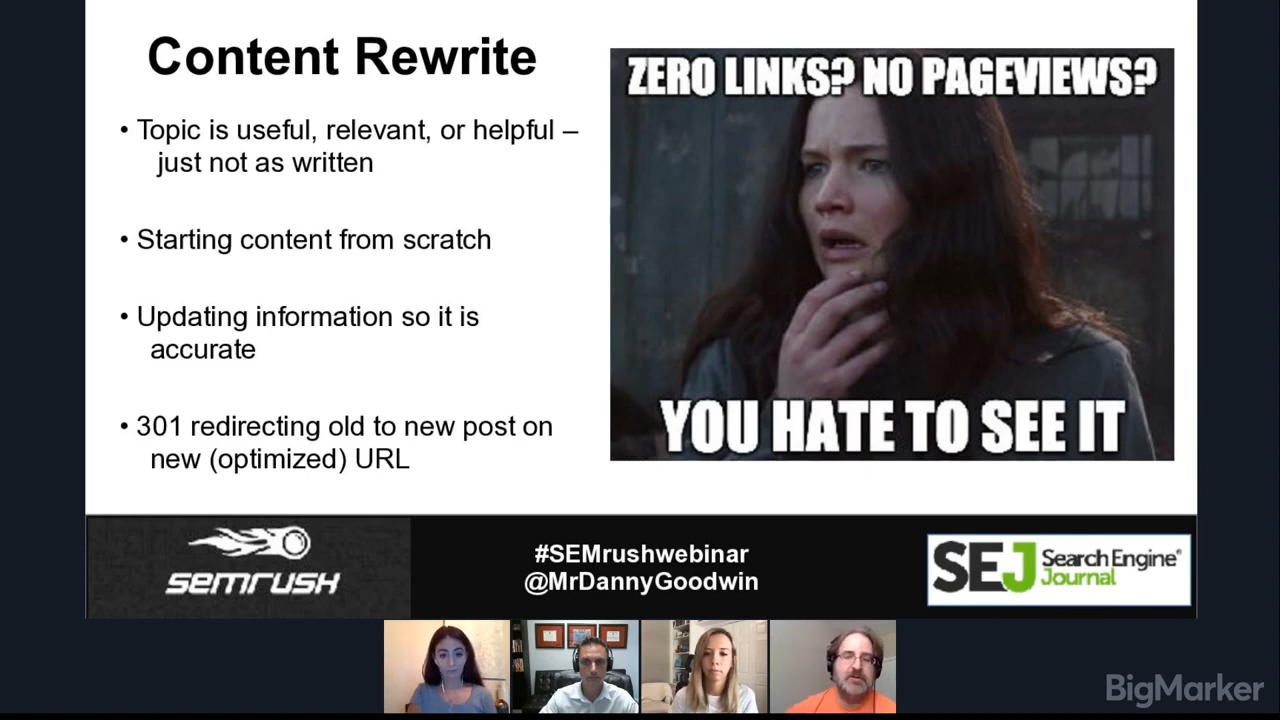 Content Rewrite
• Topic is useful, relevant, or helpful –
just not as written
• Starting content from scratch
• Updating information so it is
accurate
• 301 redirecting old to new post on
new (optimized) URL
ZERO LINKS? NO PAGEVIEWS?
YOU HATE TO SEE IT
semrush
#SEMrushwebinar
@MrDannyGoodwin
SEJ Search Engine®
Journal
BigMarker